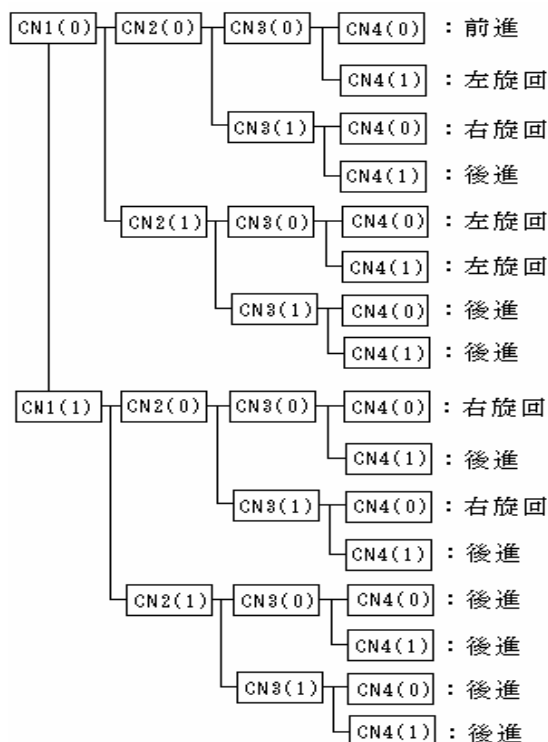 CN1(0) CN2(0) CN3(0) CN4(0) : 前進
CN4(1) : 左旋回
CN3(1) CN4(0) : 右旋回
CN4(1) : 後進
CN2(1) CN3(0) CN4(0) : 左旋回
CN4(1) : 左旋回
CN3(1) CN4(0) : 後進
CN4(1) : 後進
CN1(1) CN2(0) CN3(0) CN4(0) : 右旋回
CN4(1) : 後進
CN3(1) CN4(0) : 右旋回
CN4(1) : 後進
CN2(1) CN3(0) CN4(0) : 後進
CN4(1) : 後進
CN3(1) CN4(0) : 後進
CN4(1) : 後進